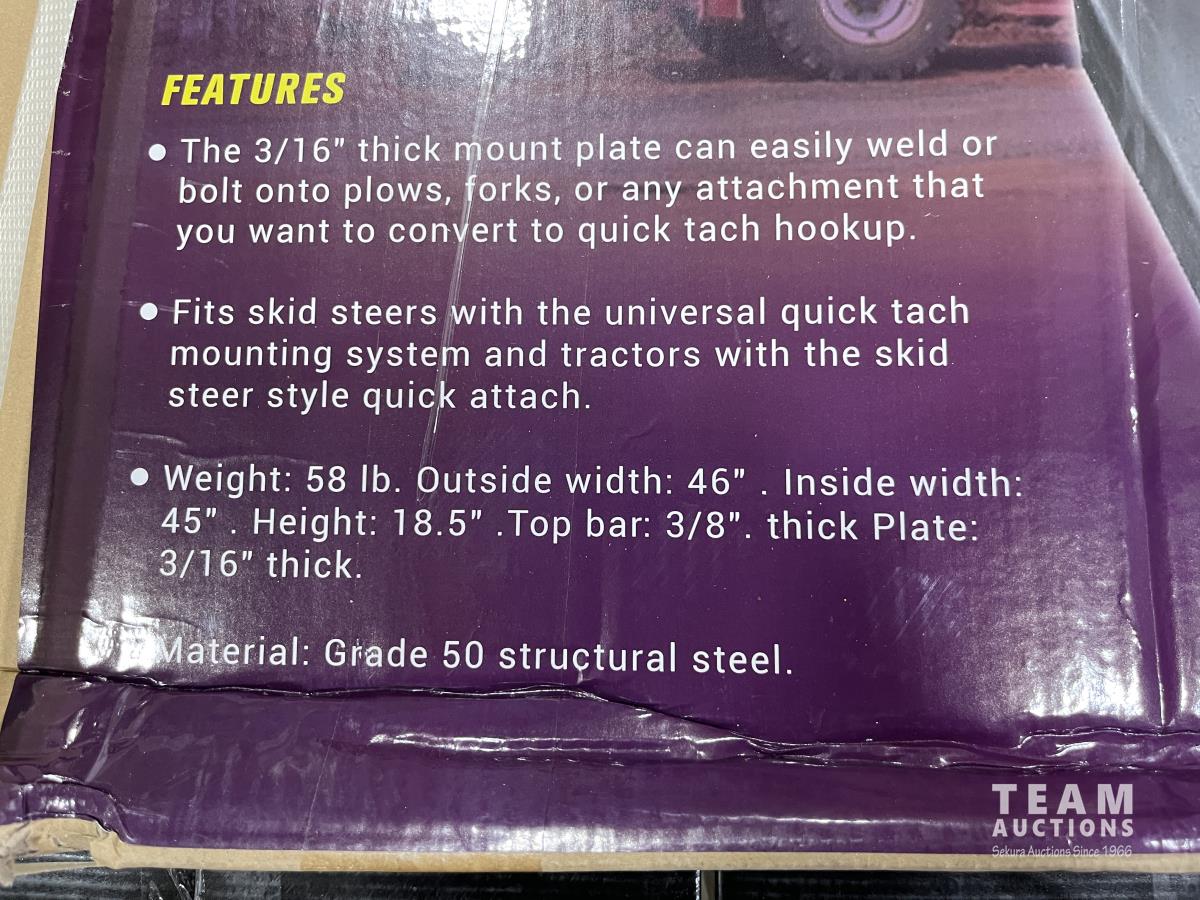 FEATURES
• The 3/16" thick mount plate can easily weld or
bolt onto plows, forks, or any attachment that
you want to convert to quick tach hookup.
• Fits skid steers with the universal quick tach
mounting system and tractors with the skid
steer style quick attach.
• Weight: 58 lb. Outside width: 46" . Inside width:
45" . Height: 18.5" .Top bar: 3/8". thick Plate:
3/16" thick.
Material: Grade 50 structural steel.
TEAM
AUCTIONS
Sekura Auctions Since 1966